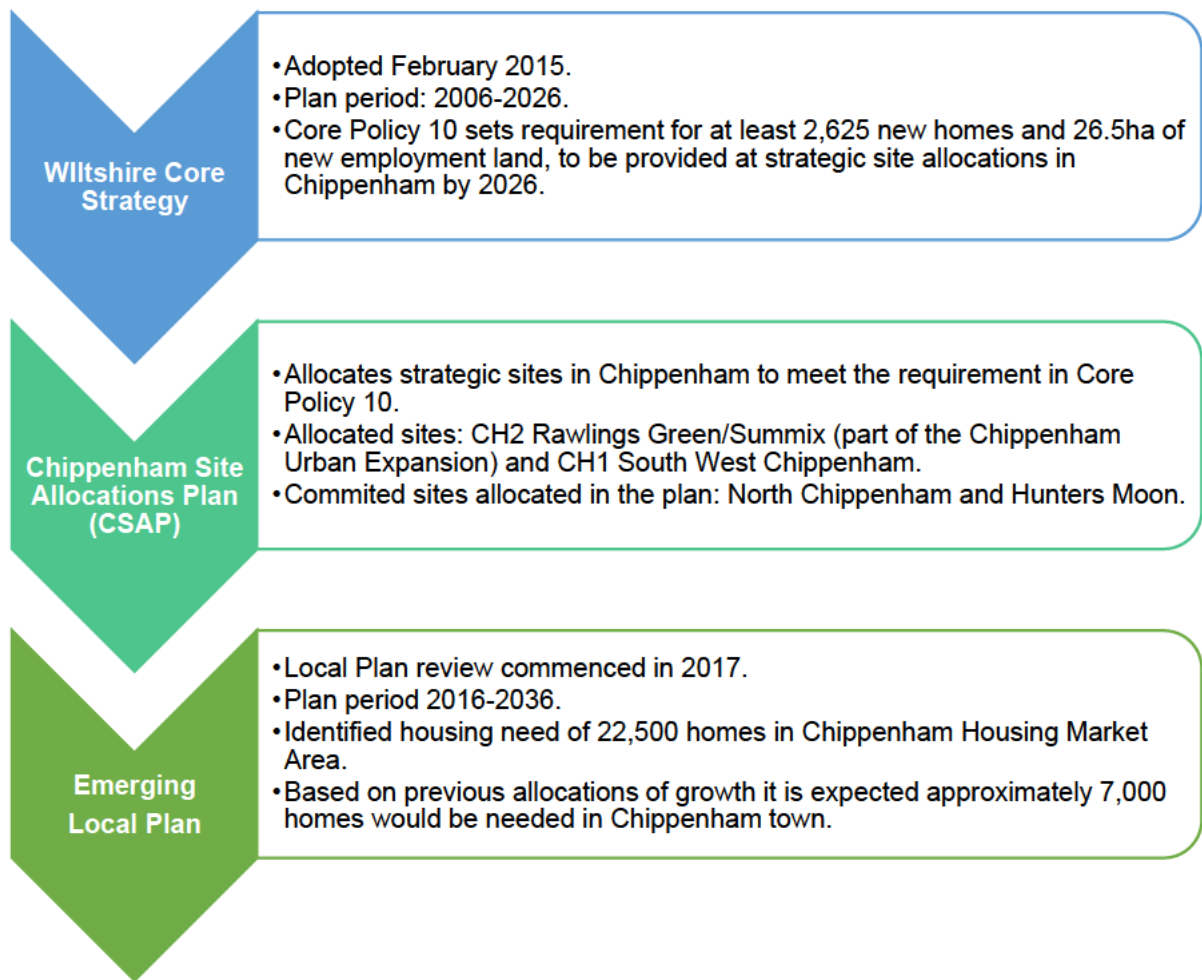 WIltshire Core
Strategy
•Adopted February 2015.
•Plan period: 2006-2026.
•Core Policy 10 sets requirement for at least 2,625 new homes and 26.5ha of
new employment land, to be provided at strategic site allocations in
Chippenham by 2026.
Chippenham Site
Allocations Plan
(CSAP)
•Allocates strategic sites in Chippenham to meet the requirement in Core
Policy 10.
•Allocated sites: CH2 Rawlings Green/Summix (part of the Chippenham
Urban Expansion) and CH1 South West Chippenham.
•Commited sites allocated in the plan: North Chippenham and Hunters Moon.
Emerging
Local Plan
•Local Plan review commenced in 2017.
•Plan period 2016-2036.
•Identified housing need of 22,500 homes in Chippenham Housing Market
Area.
•Based on previous allocations of growth it is expected approximately 7,000
homes would be needed in Chippenham town.